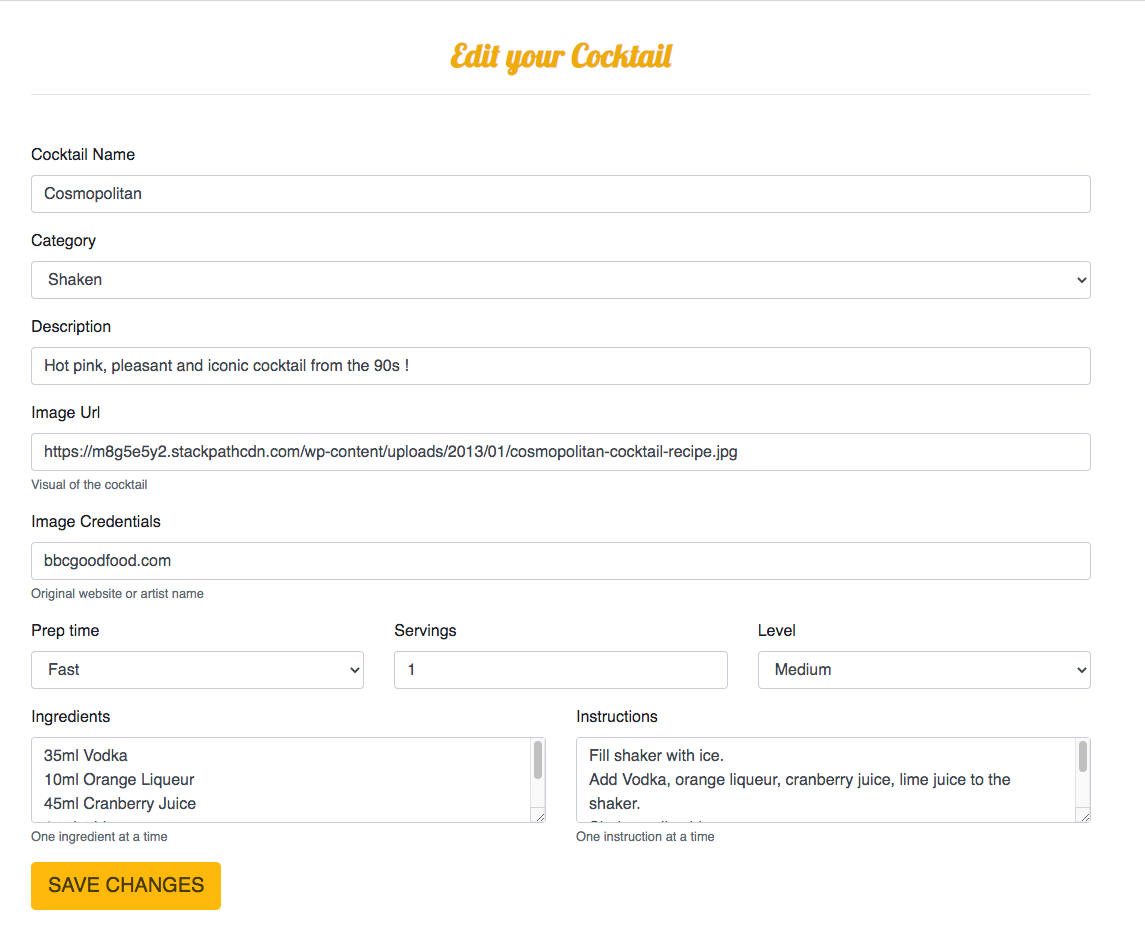 Edit your Cocktail
Cocktail Name
Cosmopolitan
Category
Shaken
Description
Hot pink, pleasant and iconic cocktail from the 90s !
Image Url
https://m8g5e5y2.stackpathcdn.com/wp-content/uploads/2013/01/cosmopolitan-cocktail-recipe.jpg
Visual of the cocktail
Image Credentials
bbcgoodfood.com
Original website or artist name
Prep time
Fast
Servings
1
Level
Medium
Ingredients
35ml Vodka
10ml Orange Liqueur
45ml Cranberry Juice
One ingredient at a time
Instructions
Fill shaker with ice.
Add Vodka, orange liqueur, cranberry juice, lime juice to the
shaker.
One instruction at a time
SAVE CHANGES